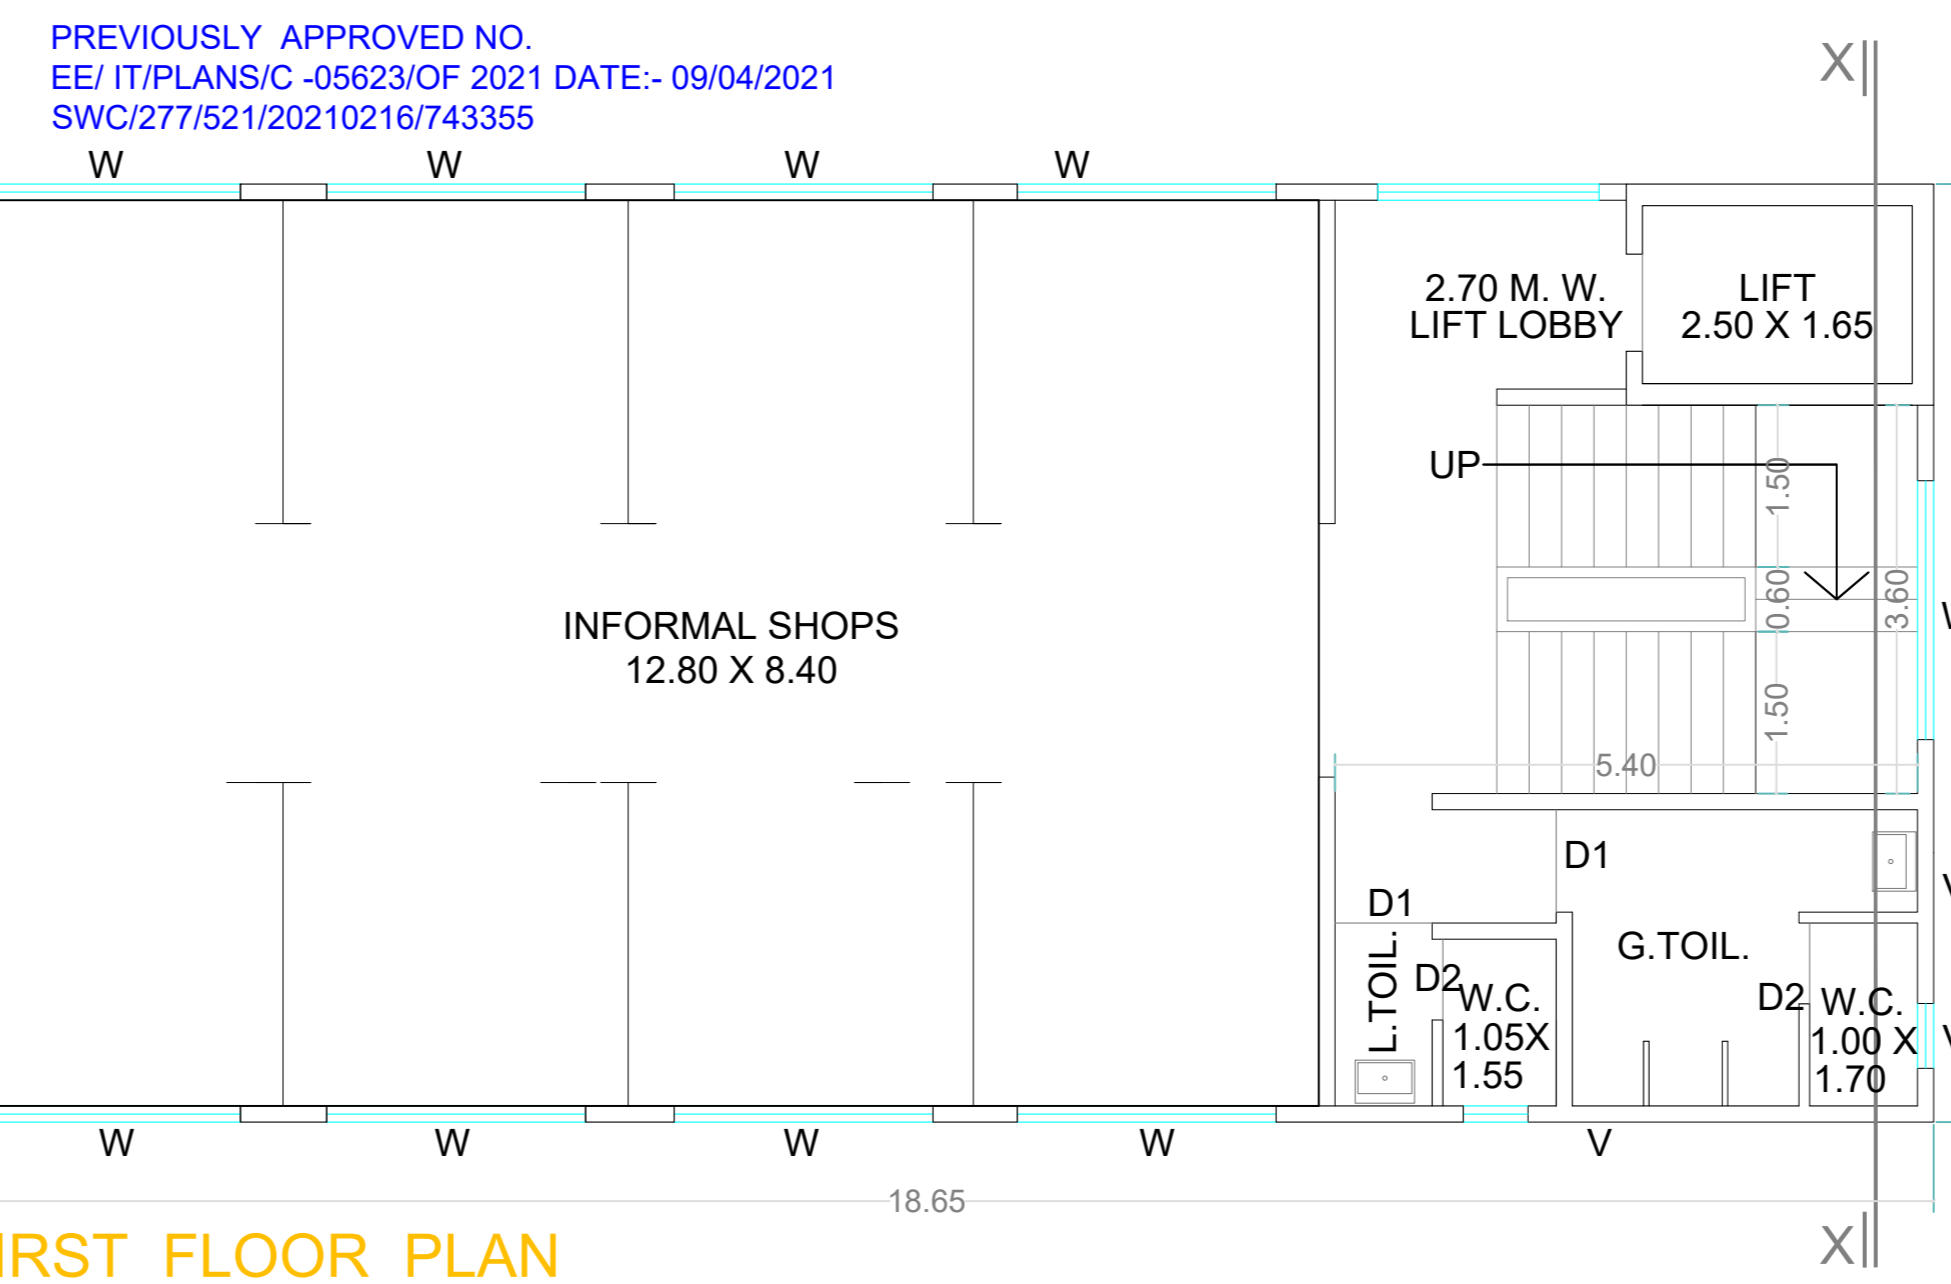 PREVIOUSLY APPROVED NO.
EE/ IT/PLANS/C -05623/OF 2021 DATE:- 09/04/2021
SWC/277/521/20210216/743355
X
W W W W
2.70 M. W.
LIFT LOBBY
LIFT
2.50 X 1.65
UP
1.50
0.60
3.60
1.50
INFORMAL SHOPS
12.80 X 8.40
5.40
D1
D1
L.TOIL.
D2
W.C.
1.05X
1.55
G.TOIL.
D2
W.C.
1.00 X
1.70
W W W W V
18.65
X
IRST FLOOR PLAN